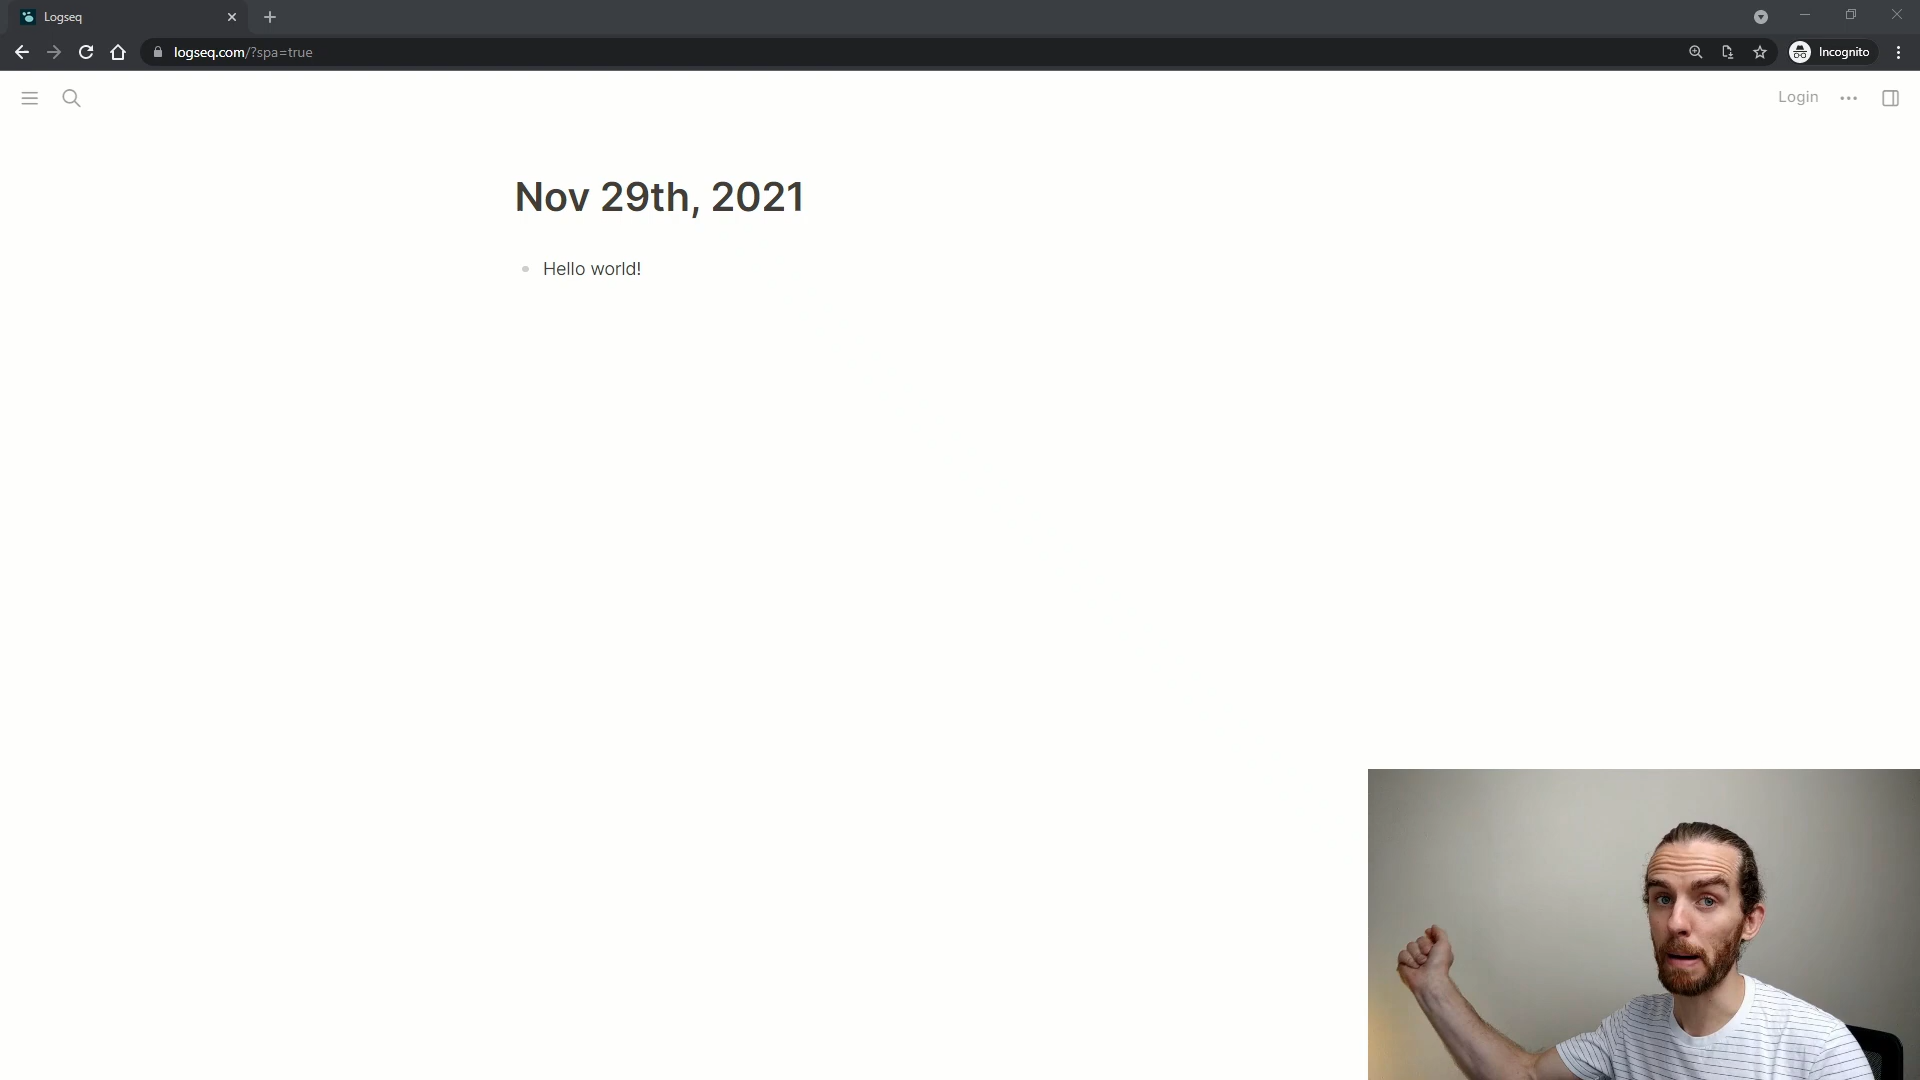 Logseq
logseq.com/?spa=true
Incognito
Login
Nov 29th, 2021
Hello world!